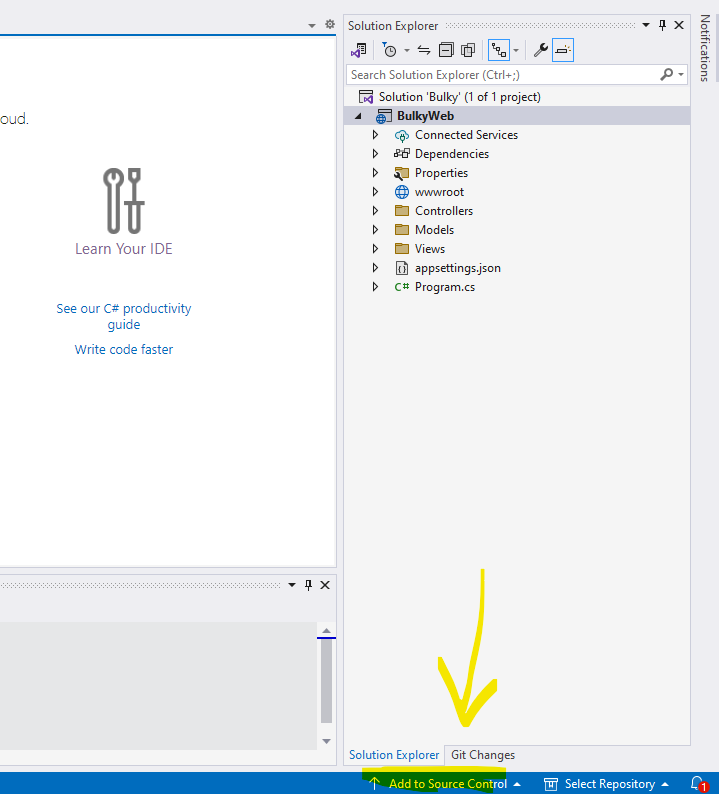 Solution Explorer
Notifications
Search Solution Explorer (Ctrl+;)
Solution 'Bulky' (1 of 1 project)
BulkyWeb
Connected Services
Dependencies
Properties
wwwroot
Controllers
Models
Views
appsettings.json
C# Program.cs
oud.
Learn Your IDE
See our C# productivity
guide
Write code faster
Solution Explorer Git Changes
Add to Source Control Select Repository 1